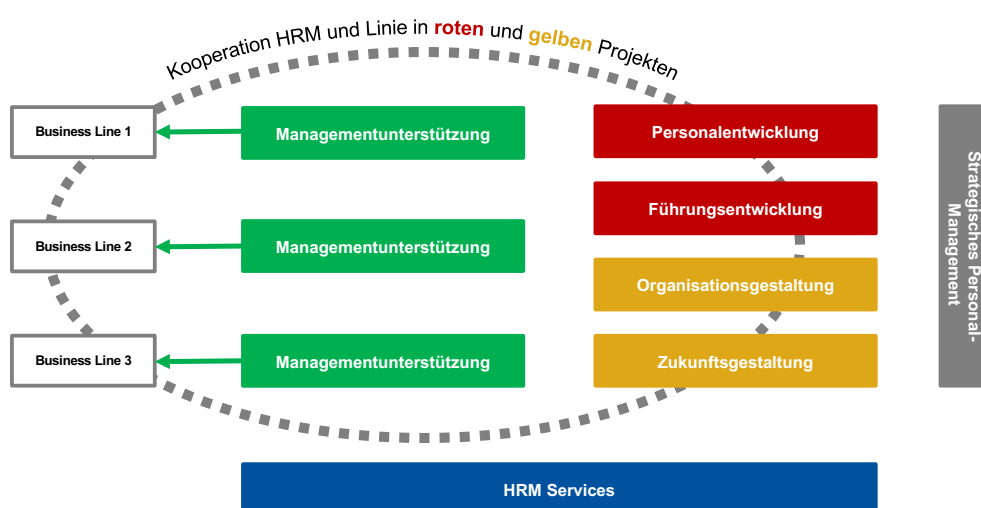 Kooperation HRM und Linie in roten und gelben Projekten
Business Line 1
Managementunterstützung
Personalentwicklung
Führungsentwicklung
Business Line 2
Managementunterstützung
Organisationsgestaltung
Business Line 3
Managementunterstützung
Zukunftsgestaltung
Strategisches Personal-
Management
HRM Services